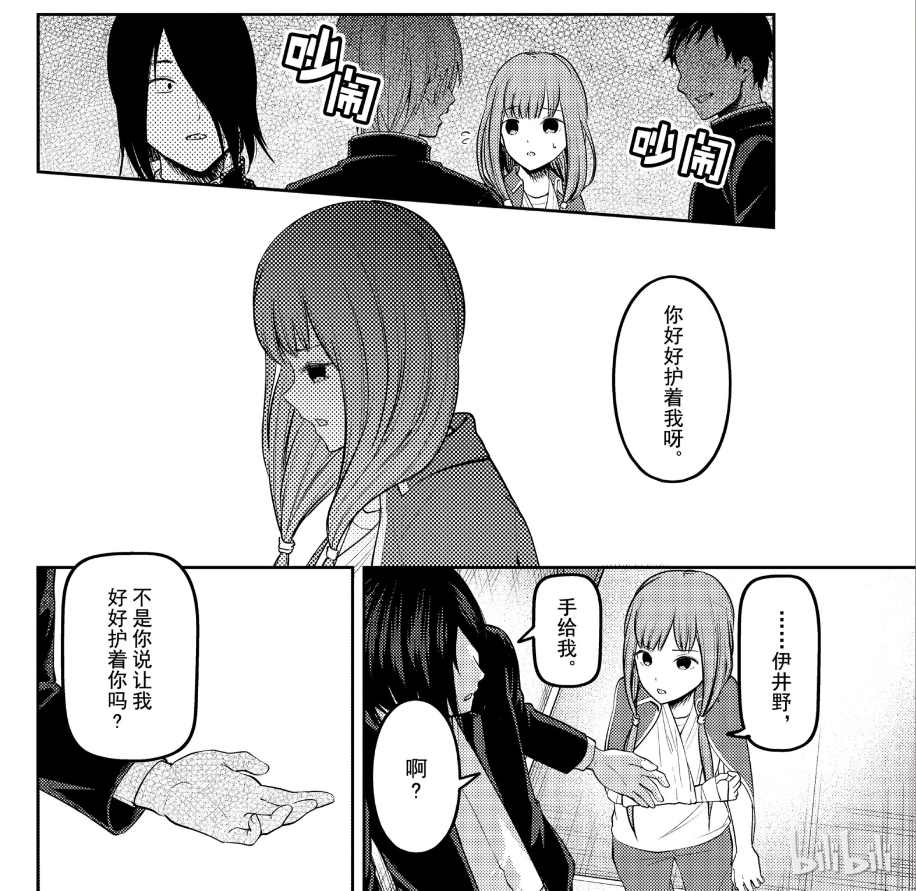 吵闹
吵闹
你好好护着我呀。
……伊井野，
手给我。
啊？
不是你说让我
好好护着你吗？
bilibili